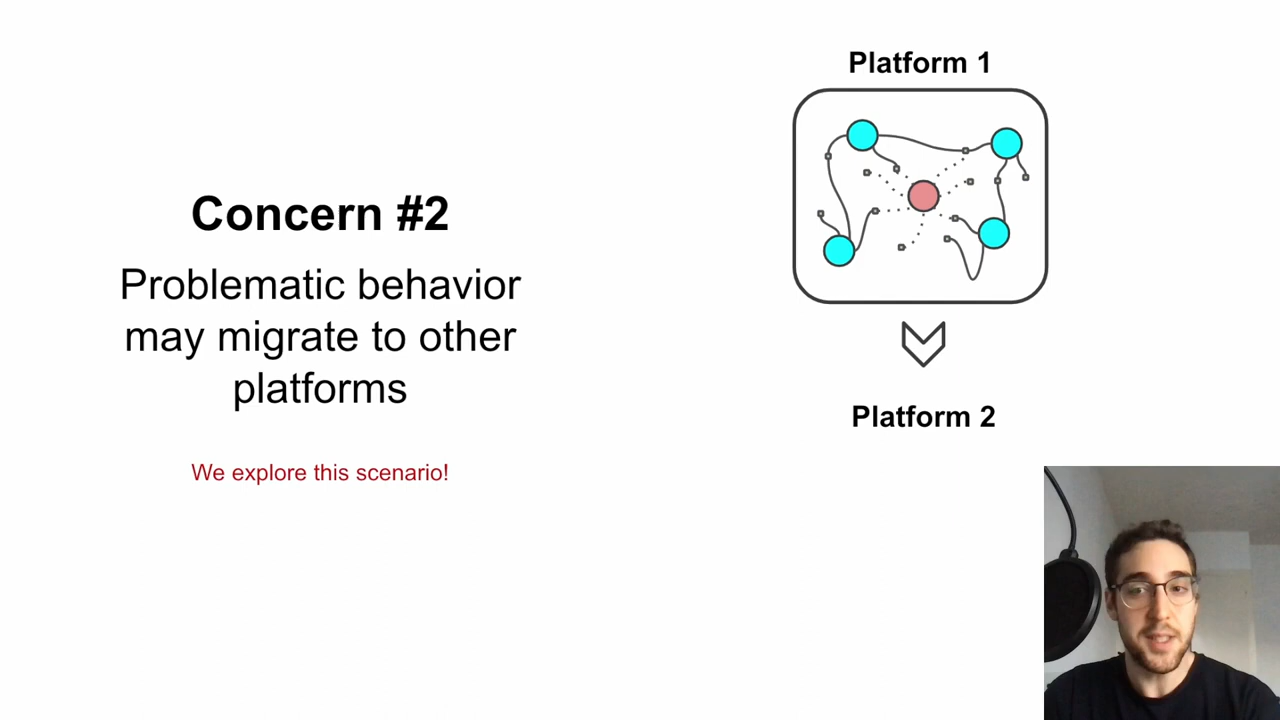 Concern #2
Problematic behavior
may migrate to other
platforms
We explore this scenario!
Platform 1
Platform 2